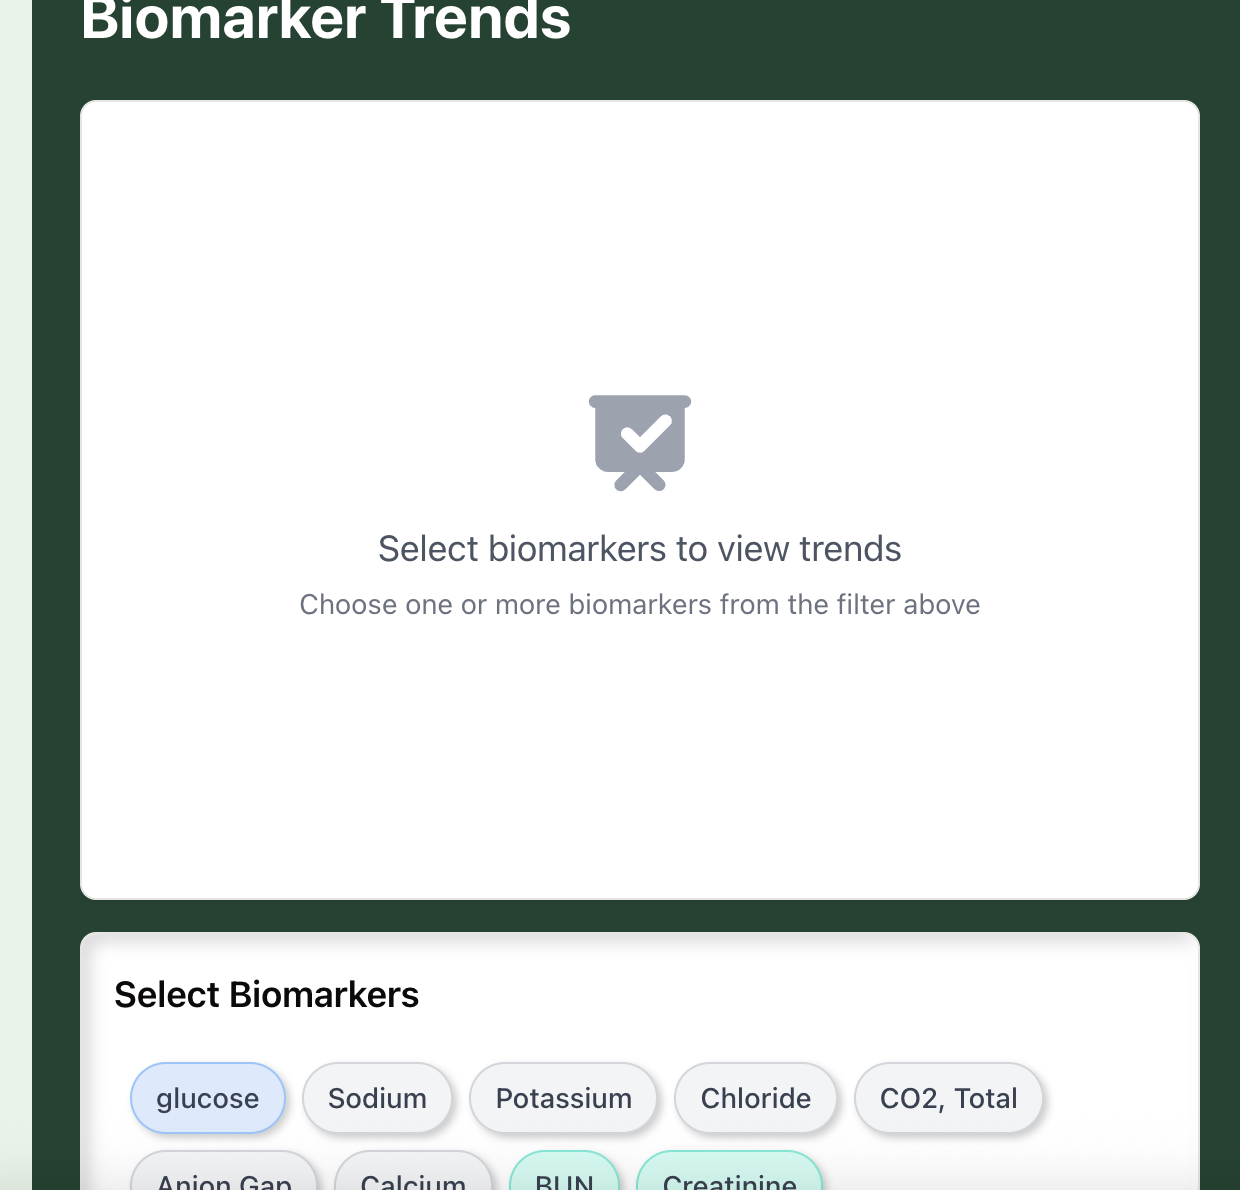 Biomarker Trends
Select biomarkers to view trends
Choose one or more biomarkers from the filter above
Select Biomarkers
glucose Sodium Potassium Chloride CO2, Total
Anion Gap Calcium BUN Creatinine